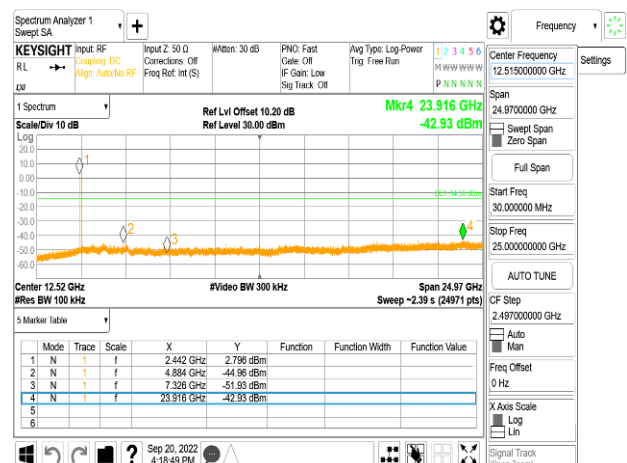 Spectrum Analyzer 1
Swept SA
Frequency
KEYSIGHT
RL
Input: RF
Coupling: DC
Align: Auto/No RF
Input Z: 50 Ω
Corrections: Off
Freq Ref: Int (S)
#Atten: 30 dB
PNO: Fast
Gate: Off
IF Gain: Low
Sig Track: Off
Avg Type: Log-Power
Trig: Free Run
1 2 3 4 5 6
M W W W W W
P N N N N N
Center Frequency
12.515000000 GHz
Settings
Span
24.9700000 GHz
Swept Span
Zero Span
Full Span
Start Freq
30.000000 MHz
Stop Freq
25.000000000 GHz
AUTO TUNE
CF Step
2.497000000 GHz
Auto
Man
Freq Offset
0 Hz
X Axis Scale
Log
Lin
Signal Track
1 Spectrum
Scale/Div 10 dB
Log
Ref Lvl Offset 10.20 dB
Ref Level 30.00 dBm
Mkr4 23.916 GHz
-42.93 dBm
20.0
10.0
0.00
-10.0
-20.0
-30.0
-40.0
-50.0
-60.0
1
2
3
4
Center 12.52 GHz
#Res BW 100 kHz
#Video BW 300 kHz
Span 24.97 GHz
Sweep ~2.39 s (24971 pts)
5 Marker Table
Mode Trace Scale X Y Function Function Width Function Value
1 N 1 f 2.442 GHz 2.796 dBm
2 N 1 f 4.884 GHz -44.96 dBm
3 N 1 f 7.326 GHz -51.93 dBm
4 N 1 f 23.916 GHz -42.93 dBm
5
6
?
Sep 20, 2022
4:18:49 PM